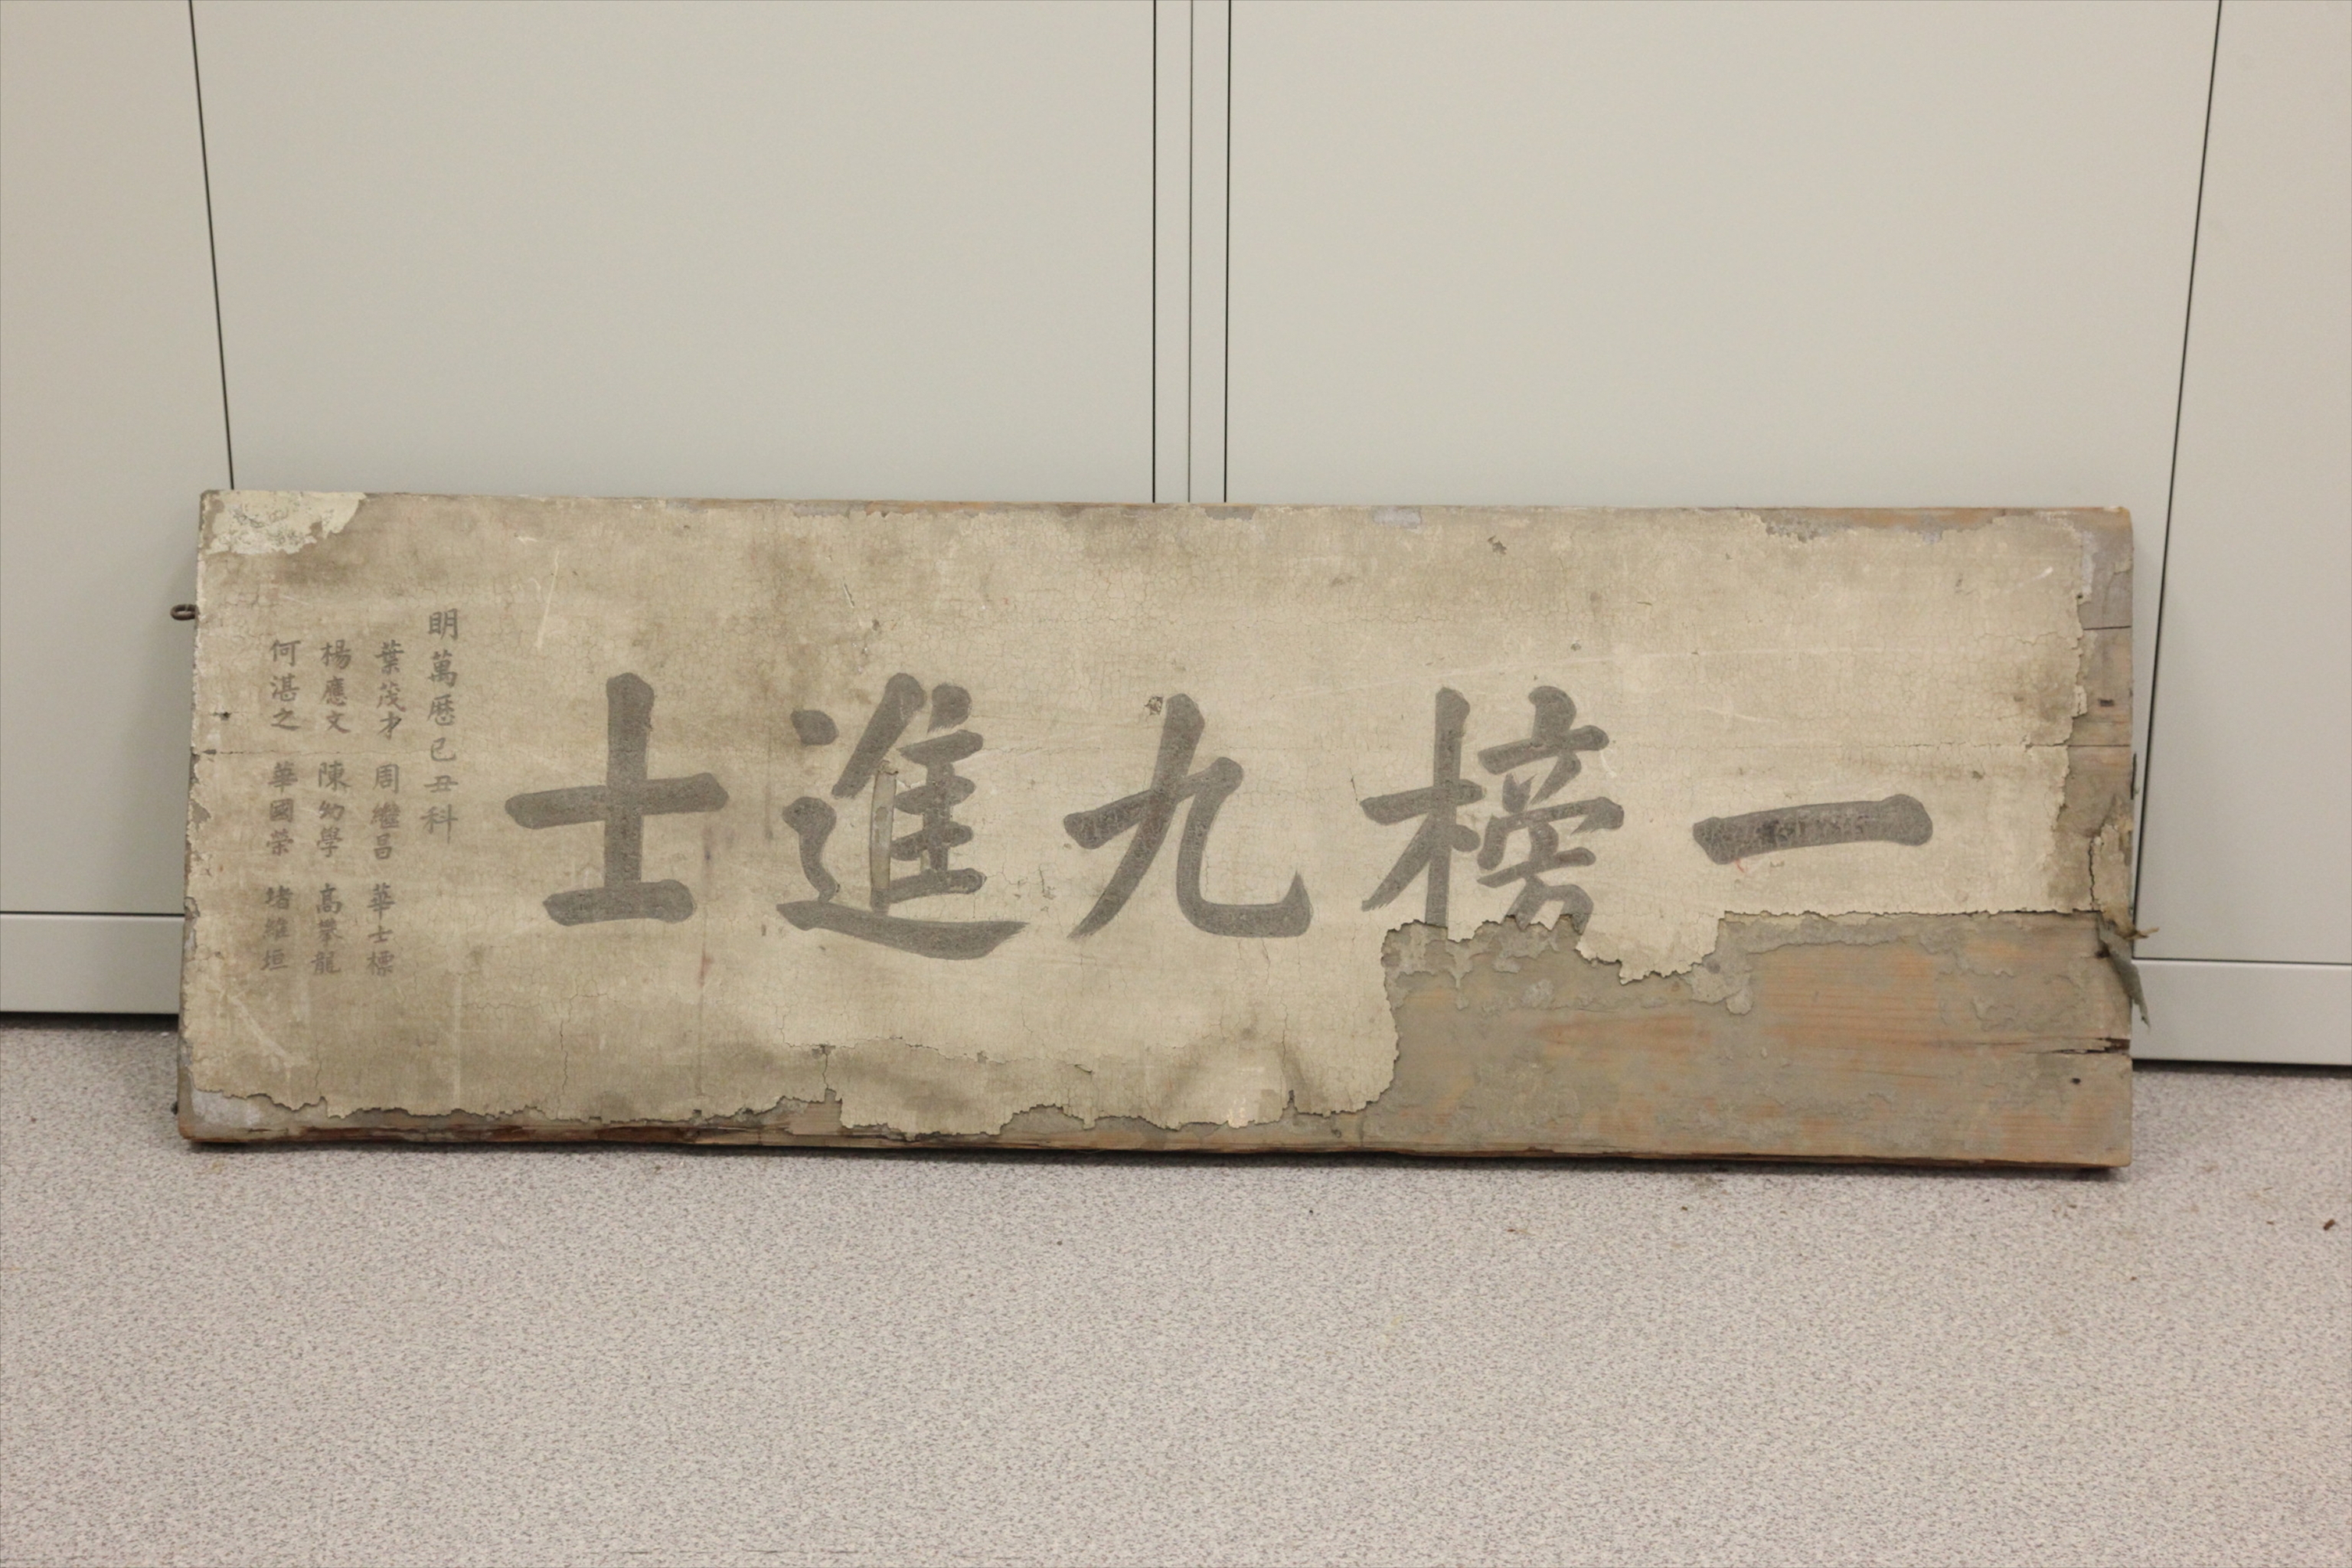 一榜九進士
明萬曆己丑科
葉茂才 周繼昌 華士標
楊應文 陳幼學 高攀龍
何湛之 華國榮 堵維垣